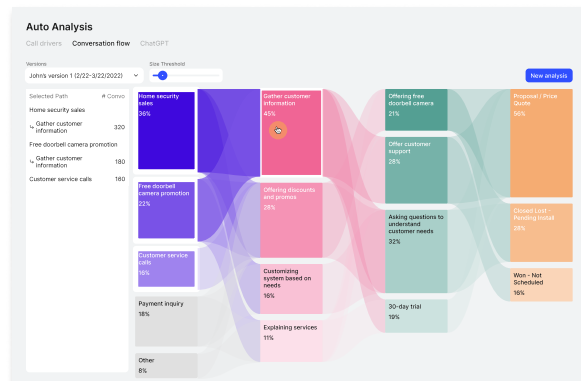 Auto Analysis
Call drivers Conversation flow ChatGPT
Versions
John's version 1 (2/22-3/22/2022)
Size Threshold
New analysis
Selected Path # Convo
Home security sales
Gather customer
information 320
Free doorbell camera promotion
Gather customer
information 180
Customer service calls 160
Home security
sales
36%
Free doorbell
camera promotion
22%
Customer service
calls
16%
Payment inquiry
18%
Other
8%
Gather customer
information
45%
Offering discounts
and promos
28%
Customizing
system based on
needs
16%
Explaining services
11%
Offering free
doorbell camera
21%
Offer customer
support
28%
Asking questions to
understand
customer needs
32%
30-day trial
19%
Proposal | Price
Quote
56%
Closed Lost -
Pending Install
28%
Won - Not
Scheduled
16%